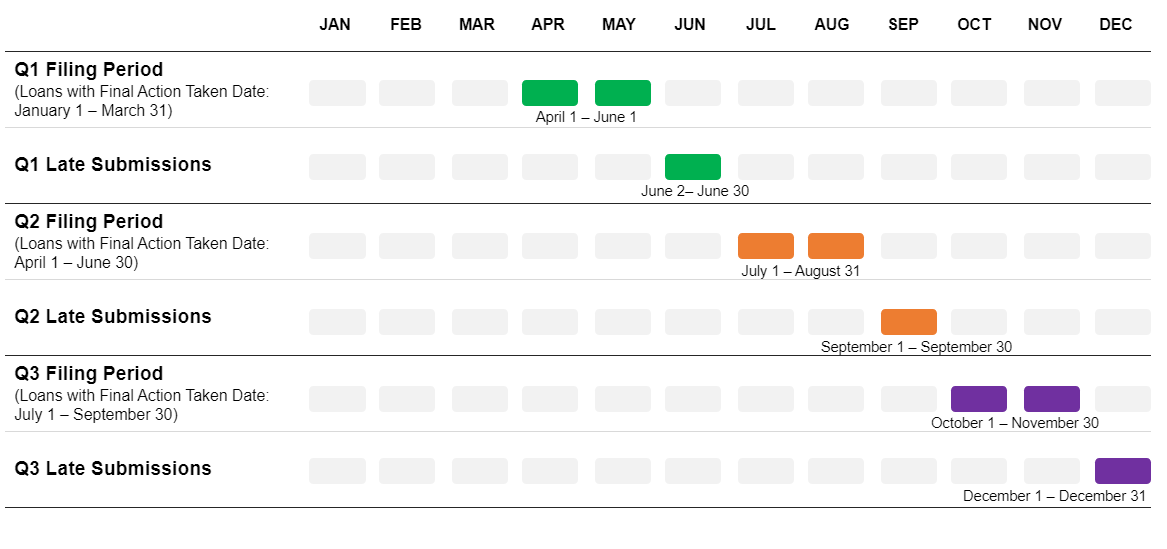 JAN FEB MAR APR MAY JUN JUL AUG SEP OCT NOV DEC
Q1 Filing Period
(Loans with Final Action Taken Date:
January 1 – March 31)
April 1 – June 1
Q1 Late Submissions
June 2– June 30
Q2 Filing Period
(Loans with Final Action Taken Date:
April 1 – June 30)
July 1 – August 31
Q2 Late Submissions
September 1 – September 30
Q3 Filing Period
(Loans with Final Action Taken Date:
July 1 – September 30)
October 1 – November 30
Q3 Late Submissions
December 1 – December 31